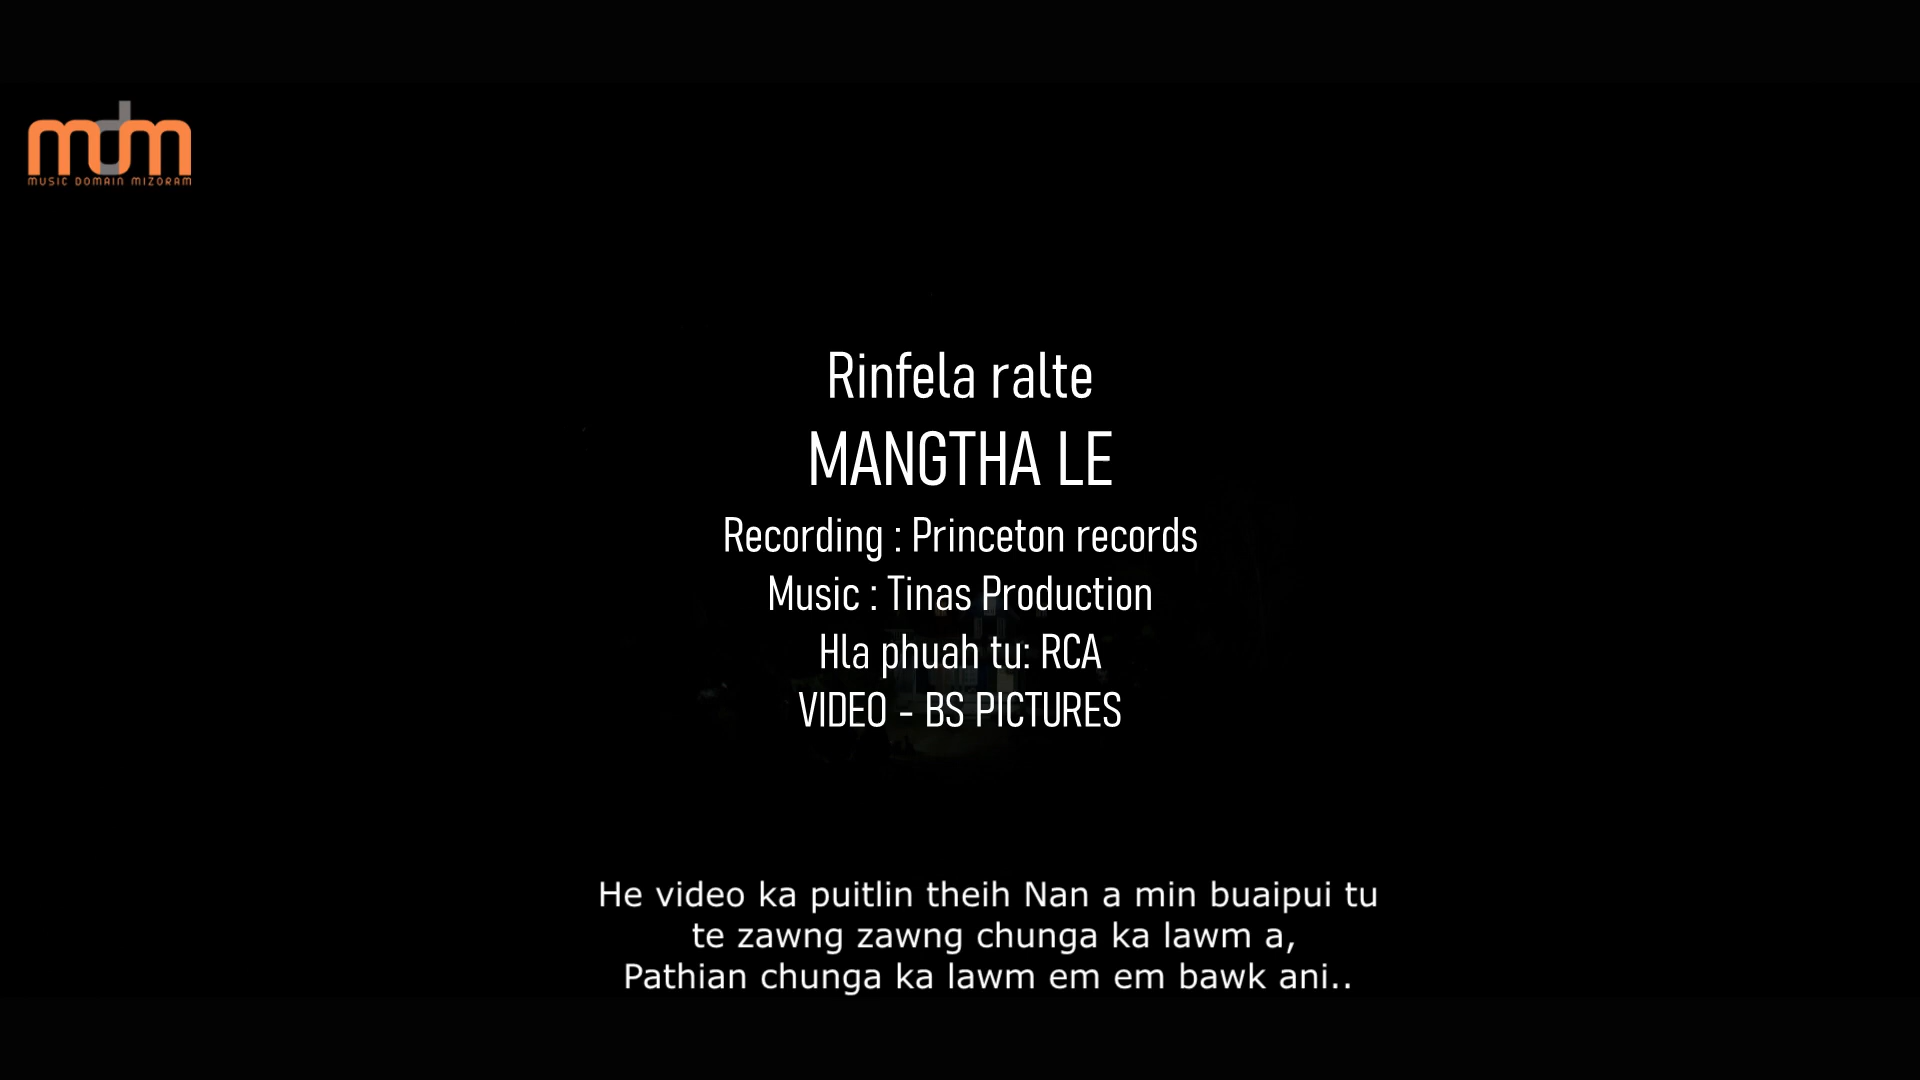 mdm
MUSIC DOMAIN MIZORAM
Rinfela ralte
MANGTHA LE
Recording : Princeton records
Music : Tinas Production
Hla phuah tu: RCA
VIDEO - BS PICTURES
He video ka puitlin theih Nan a min buaipui tu
te zawng zawng chunga ka lawm a,
Pathian chunga ka lawm em em bawk ani..